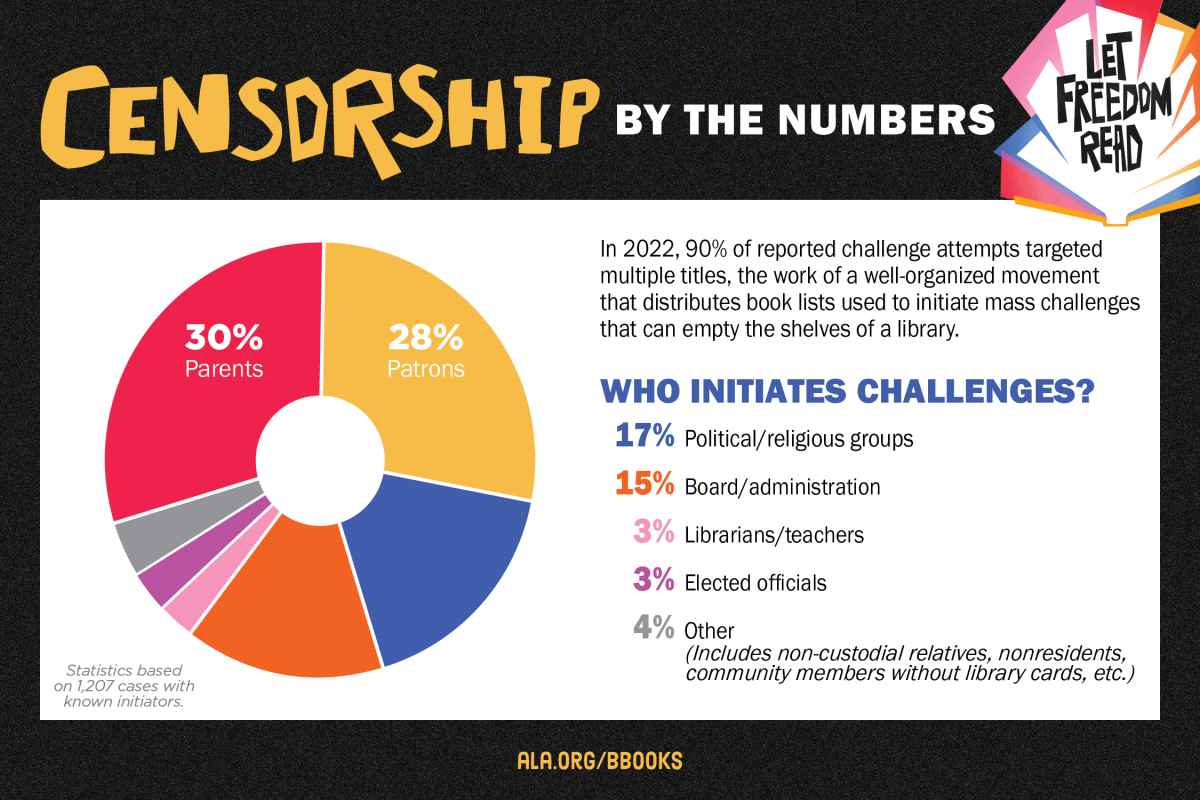 CENSORSHIP BY THE NUMBERS
LET
FREEDOM
READ
30%
Parents
28%
Patrons
In 2022, 90% of reported challenge attempts targeted
multiple titles, the work of a well-organized movement
that distributes book lists used to initiate mass challenges
that can empty the shelves of a library.
WHO INITIATES CHALLENGES?
17% Political/religious groups
15% Board/administration
3% Librarians/teachers
3% Elected officials
4% Other
(Includes non-custodial relatives, nonresidents,
community members without library cards, etc.)
Statistics based
on 1,207 cases with
known initiators.
ALA.ORG/BBOOKS